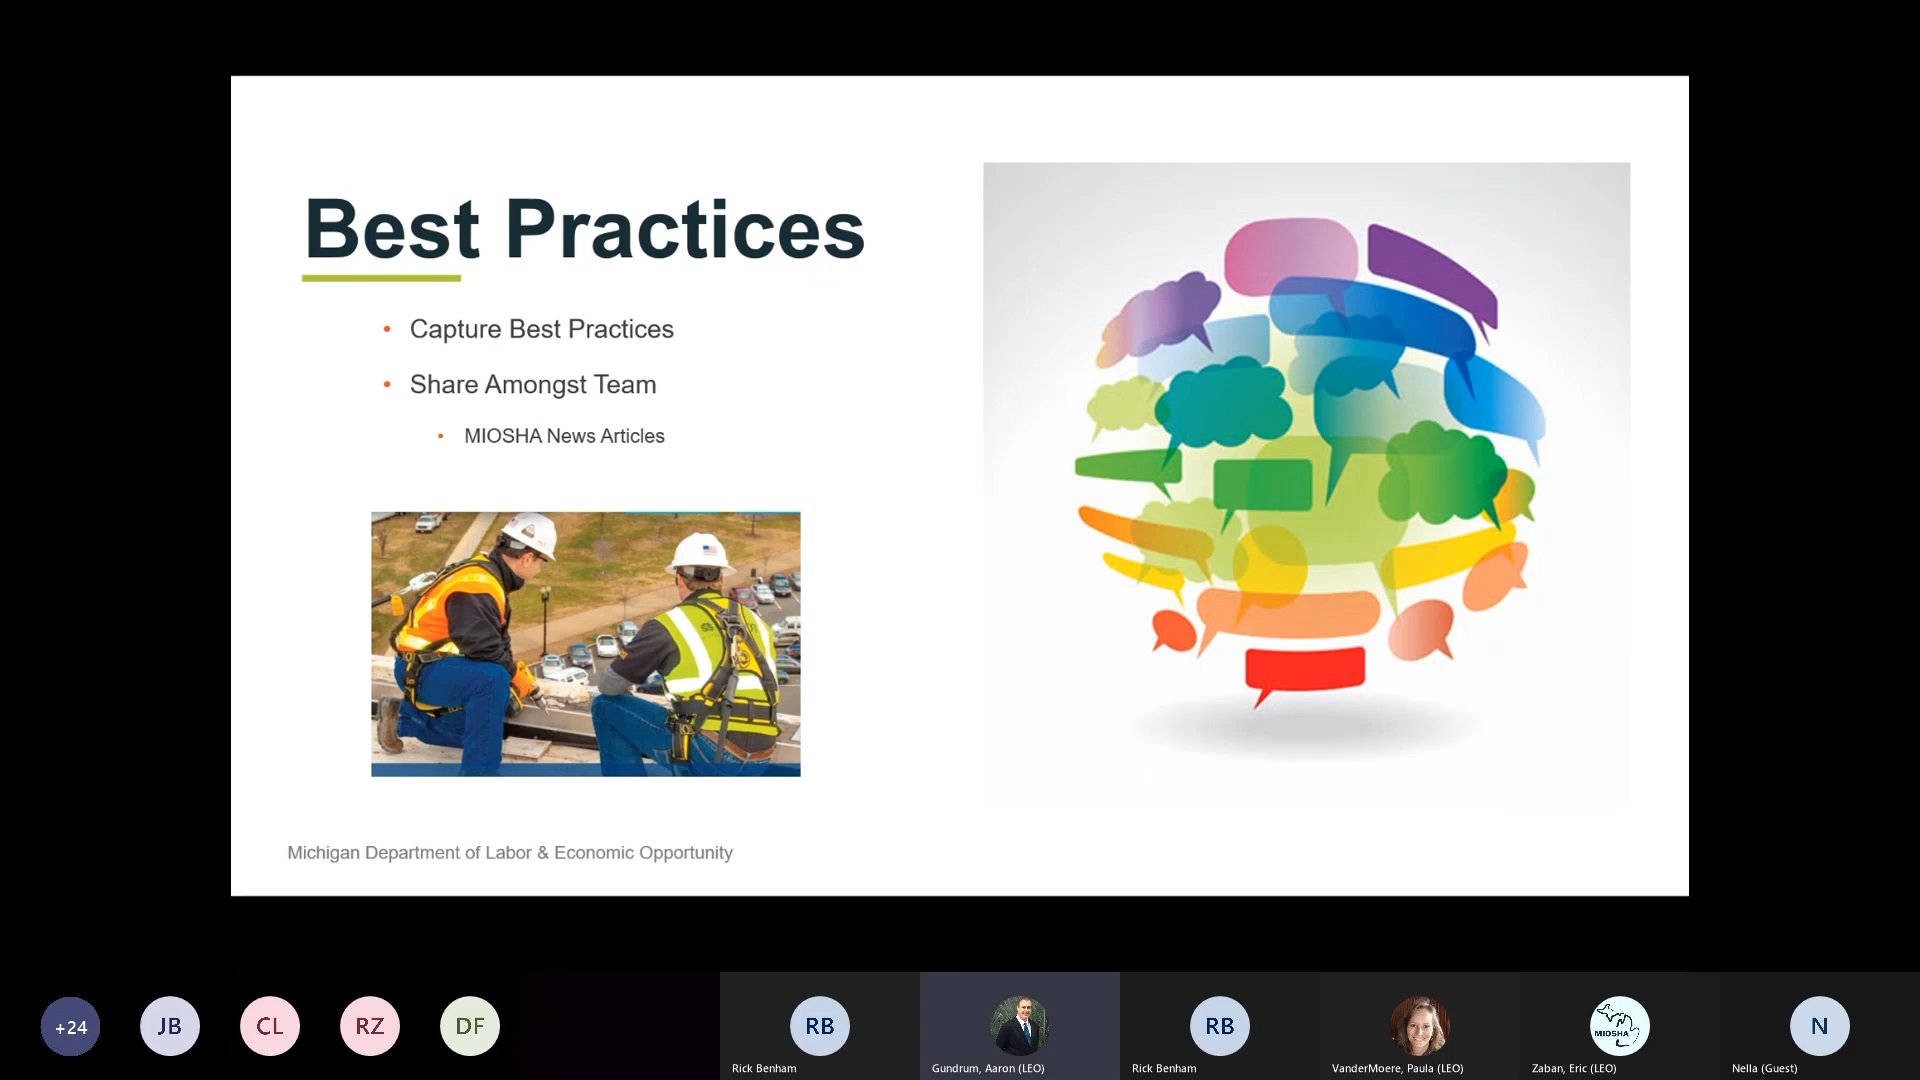 Best Practices
• Capture Best Practices
• Share Amongst Team
• MIOSHA News Articles
Michigan Department of Labor & Economic Opportunity
+24
JB
CL
RZ
DF
RB
RB
MIOSHA
N
Rick Benham
Gundrum, Aaron (LEO)
Rick Benham
VanderMoere, Paula (LEO)
Zaban, Eric (LEO)
Nella (Guest)